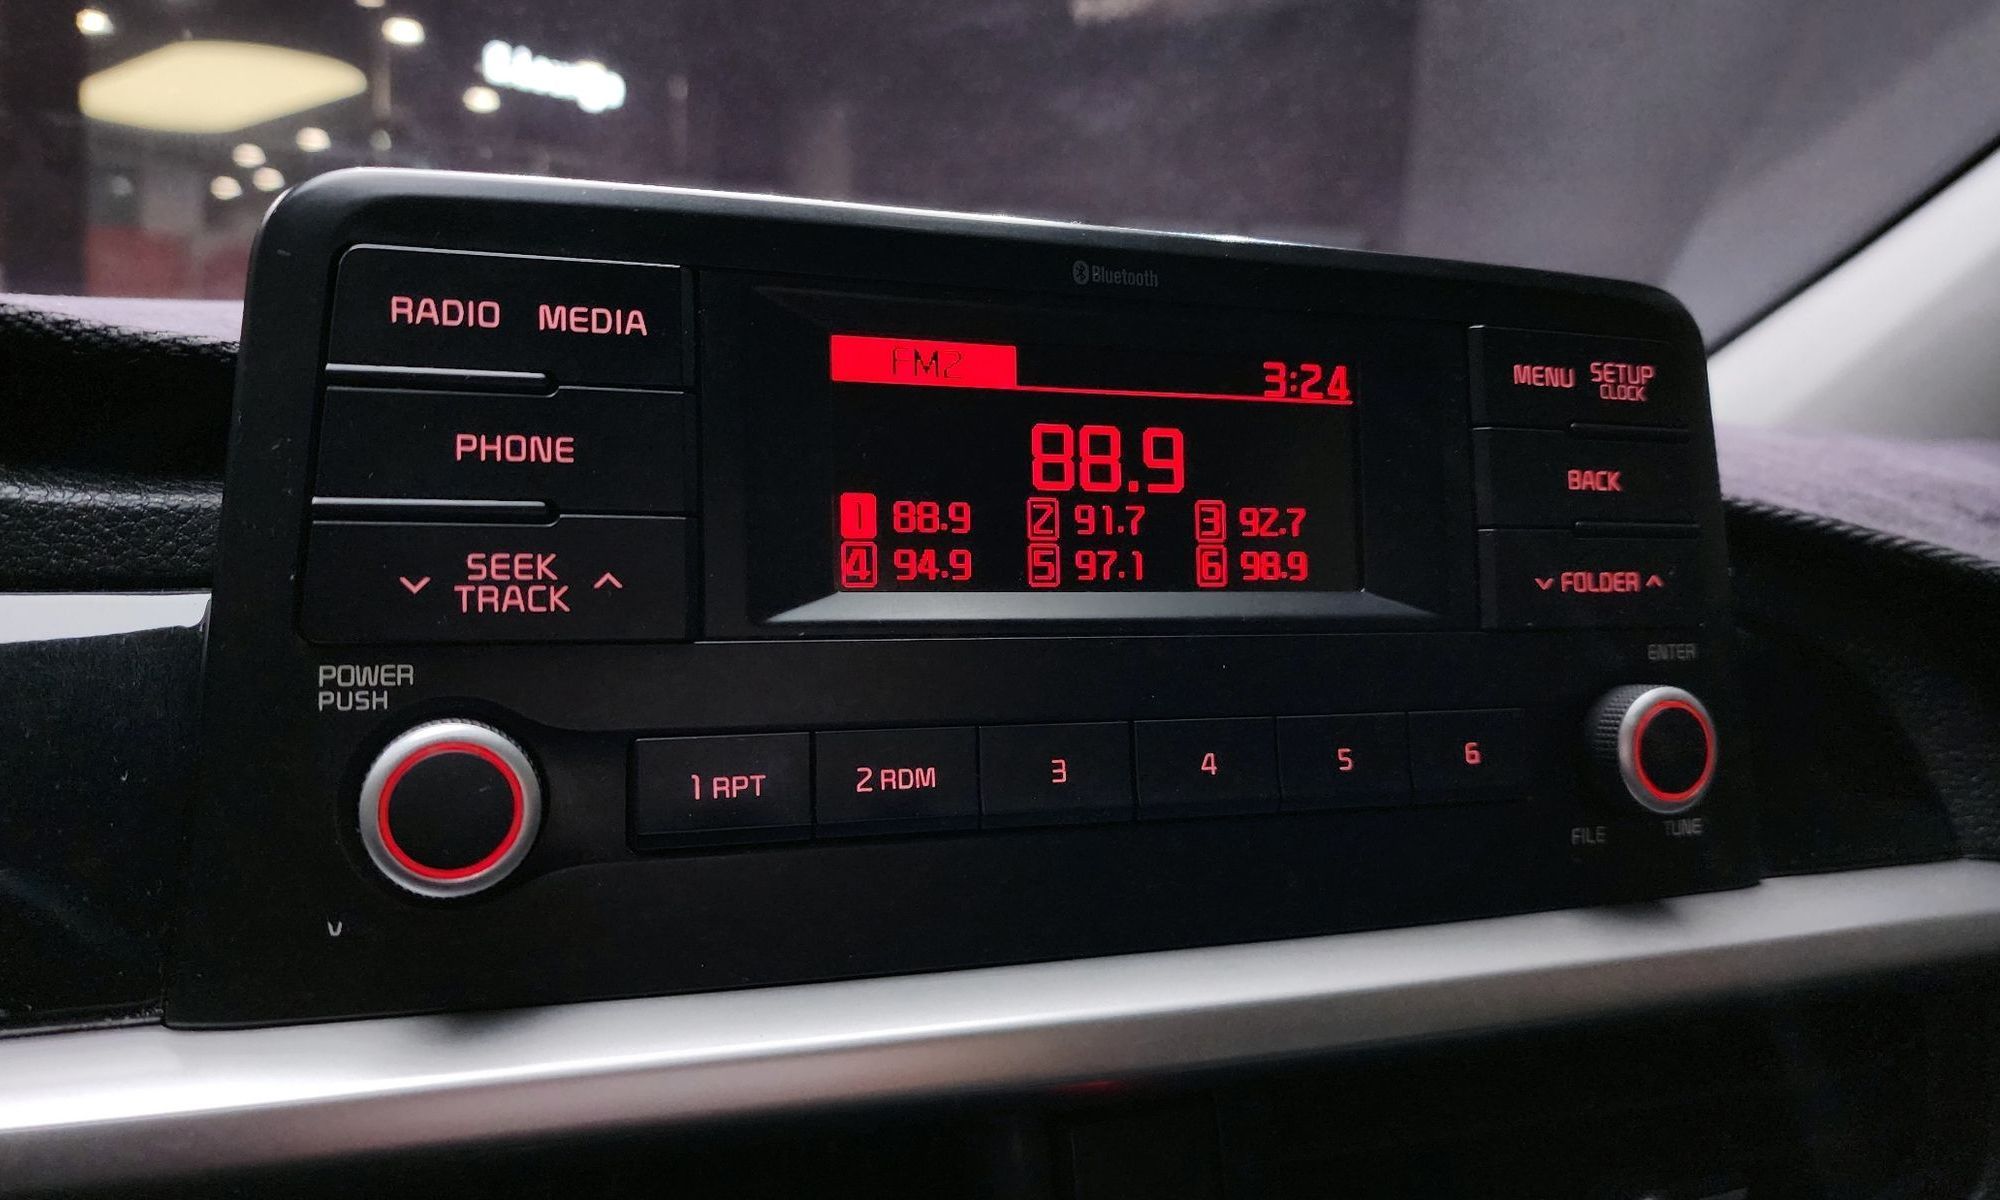 Bluetooth
RADIO MEDIA
FM2 3:24
MENU SETUP
CLOCK
PHONE
88.9
BACK
1 88.9 2 91.7 3 92.7
4 94.9 5 97.1 6 98.9
SEEK
TRACK
FOLDER
POWER
PUSH
ENTER
1 RPT 2 RDM 3 4 5 6
FILE TUNE